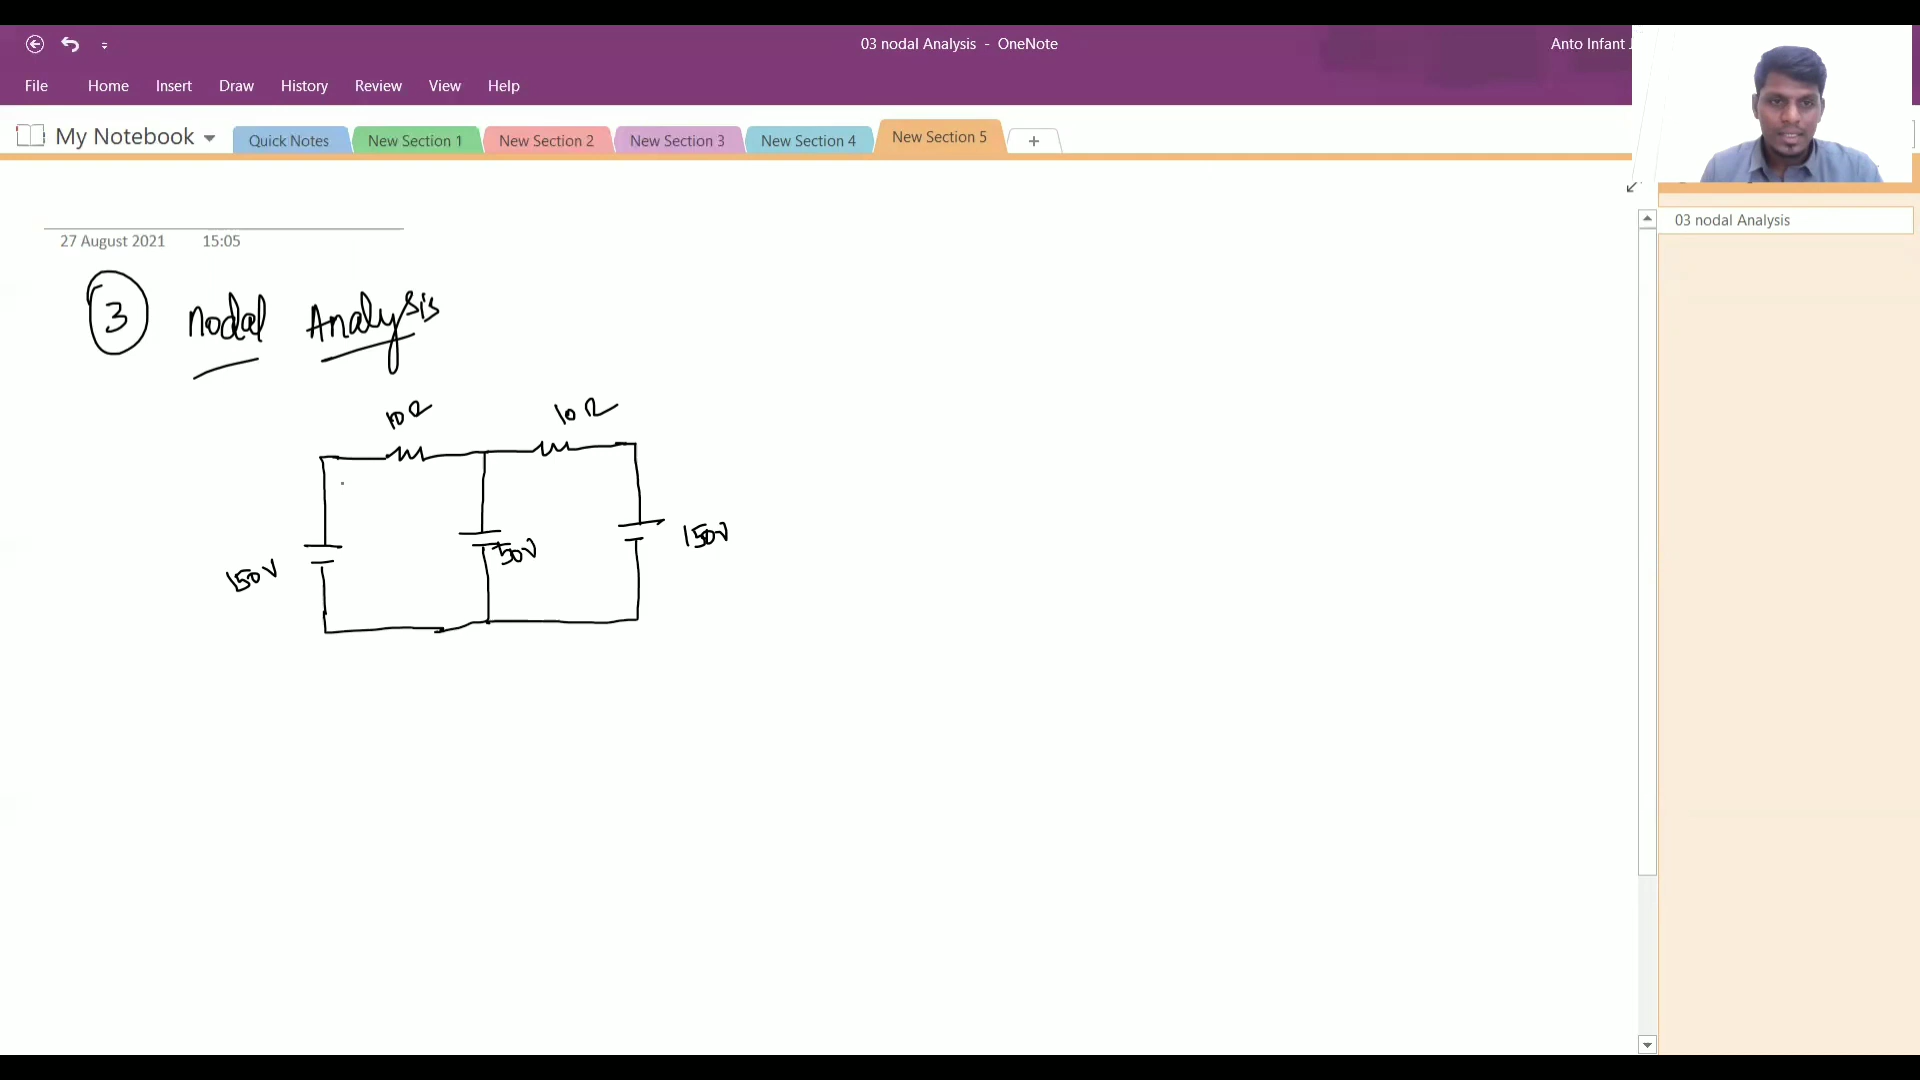 03 nodal Analysis - OneNote
Anto Infant J
File Home Insert Draw History Review View Help
My Notebook
Quick Notes
New Section 1
New Section 2
New Section 3
New Section 4
New Section 5
+
03 nodal Analysis
27 August 2021 15:05
3 Nodal Analysis
10Ω
10Ω
150V
50V
150V